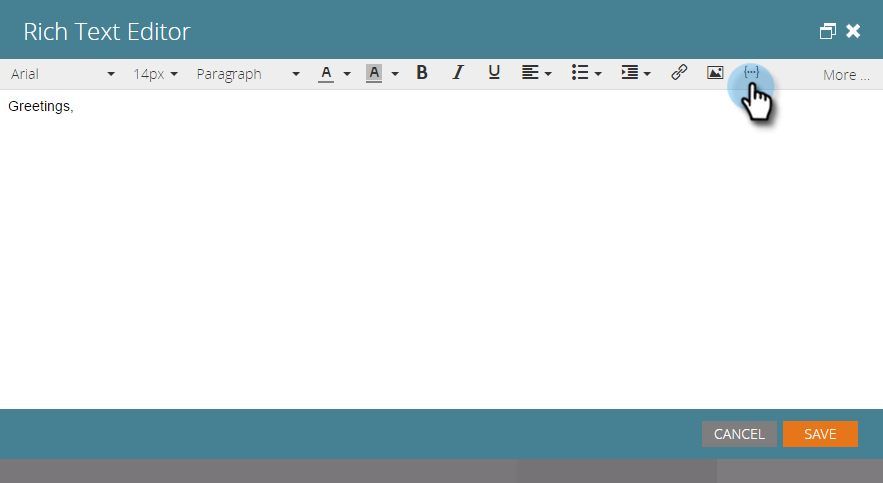 Rich Text Editor
Arial 14px Paragraph A A B I U {...} More ...
Greetings,
CANCEL SAVE